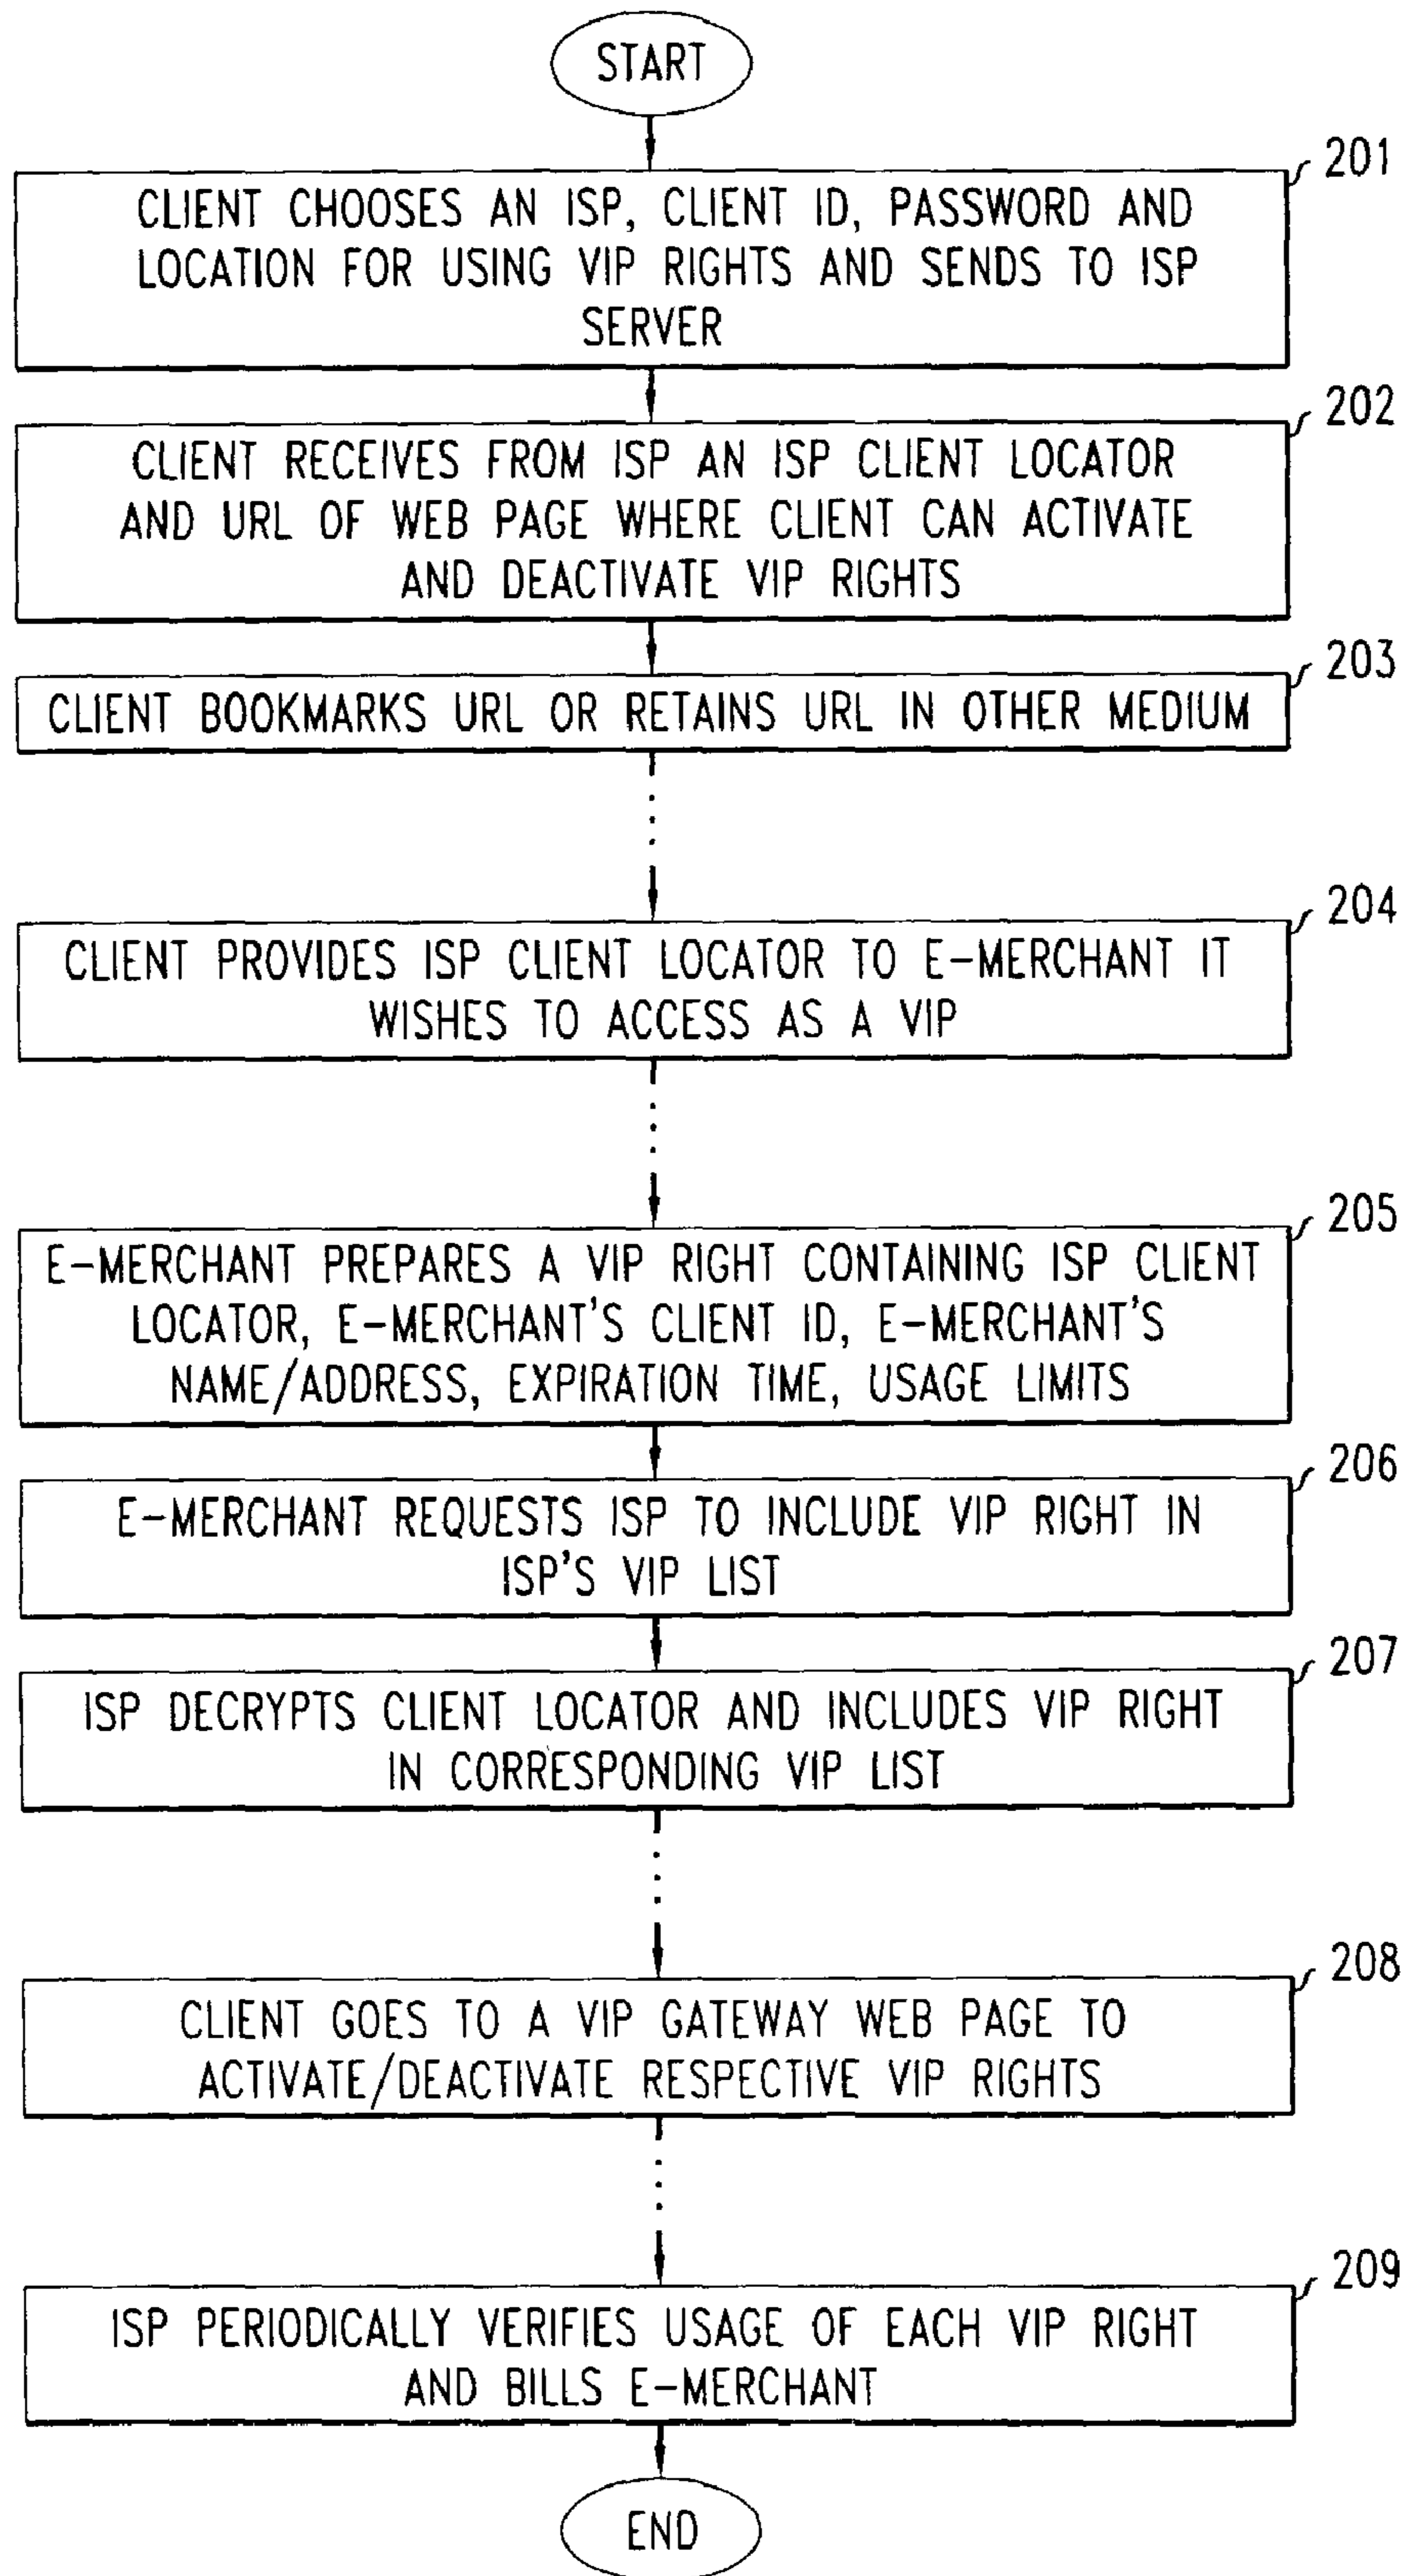 START
201
CLIENT CHOOSES AN ISP, CLIENT ID, PASSWORD AND
LOCATION FOR USING VIP RIGHTS AND SENDS TO ISP
SERVER
202
CLIENT RECEIVES FROM ISP AN ISP CLIENT LOCATOR
AND URL OF WEB PAGE WHERE CLIENT CAN ACTIVATE
AND DEACTIVATE VIP RIGHTS
203
CLIENT BOOKMARKS URL OR RETAINS URL IN OTHER MEDIUM
204
CLIENT PROVIDES ISP CLIENT LOCATOR TO E-MERCHANT IT
WISHES TO ACCESS AS A VIP
205
E-MERCHANT PREPARES A VIP RIGHT CONTAINING ISP CLIENT
LOCATOR, E-MERCHANT'S CLIENT ID, E-MERCHANT'S
NAME/ADDRESS, EXPIRATION TIME, USAGE LIMITS
206
E-MERCHANT REQUESTS ISP TO INCLUDE VIP RIGHT IN
ISP'S VIP LIST
207
ISP DECRYPTS CLIENT LOCATOR AND INCLUDES VIP RIGHT
IN CORRESPONDING VIP LIST
208
CLIENT GOES TO A VIP GATEWAY WEB PAGE TO
ACTIVATE/DEACTIVATE RESPECTIVE VIP RIGHTS
209
ISP PERIODICALLY VERIFIES USAGE OF EACH VIP RIGHT
AND BILLS E-MERCHANT
END